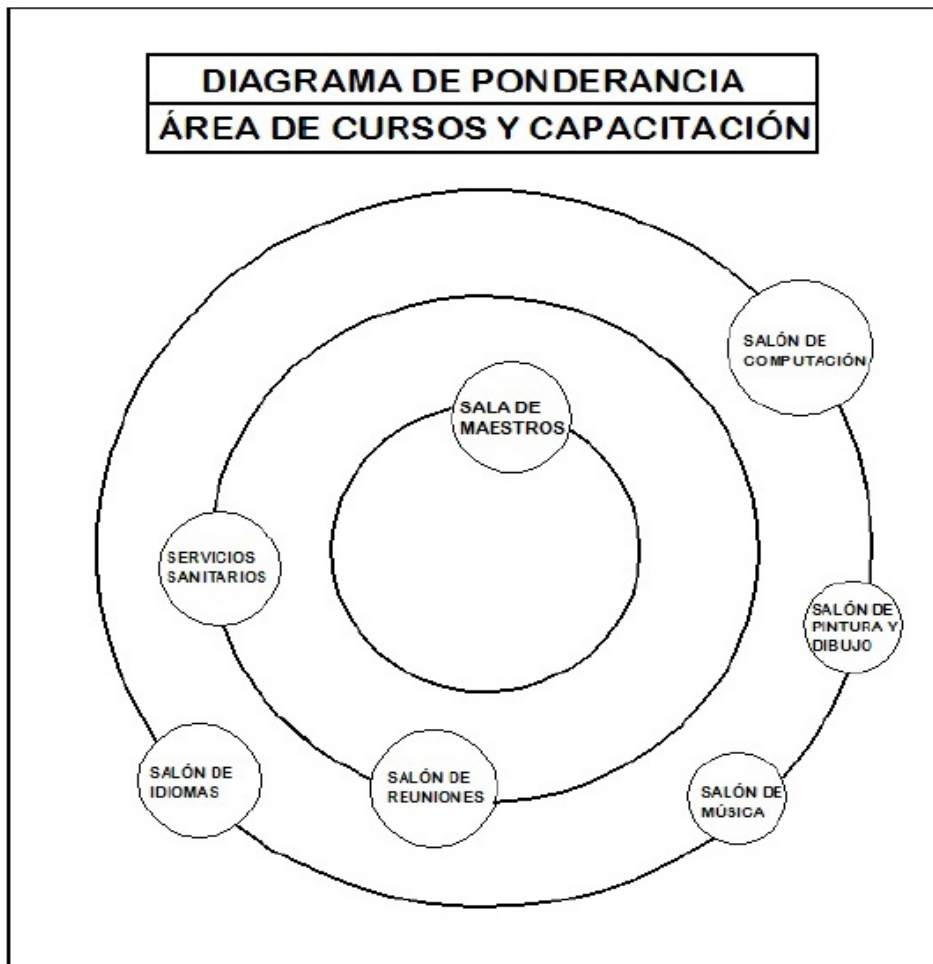 DIAGRAMA DE PONDERANCIA
ÁREA DE CURSOS Y CAPACITACIÓN
SALÓN DE
COMPUTACIÓN
SALA DE
MAESTROS
SERVICIOS
SANITARIOS
SALÓN DE
PINTURA Y
DIBUJO
SALÓN DE
IDIOMAS
SALÓN DE
REUNIONES
SALÓN DE
MÚSICA